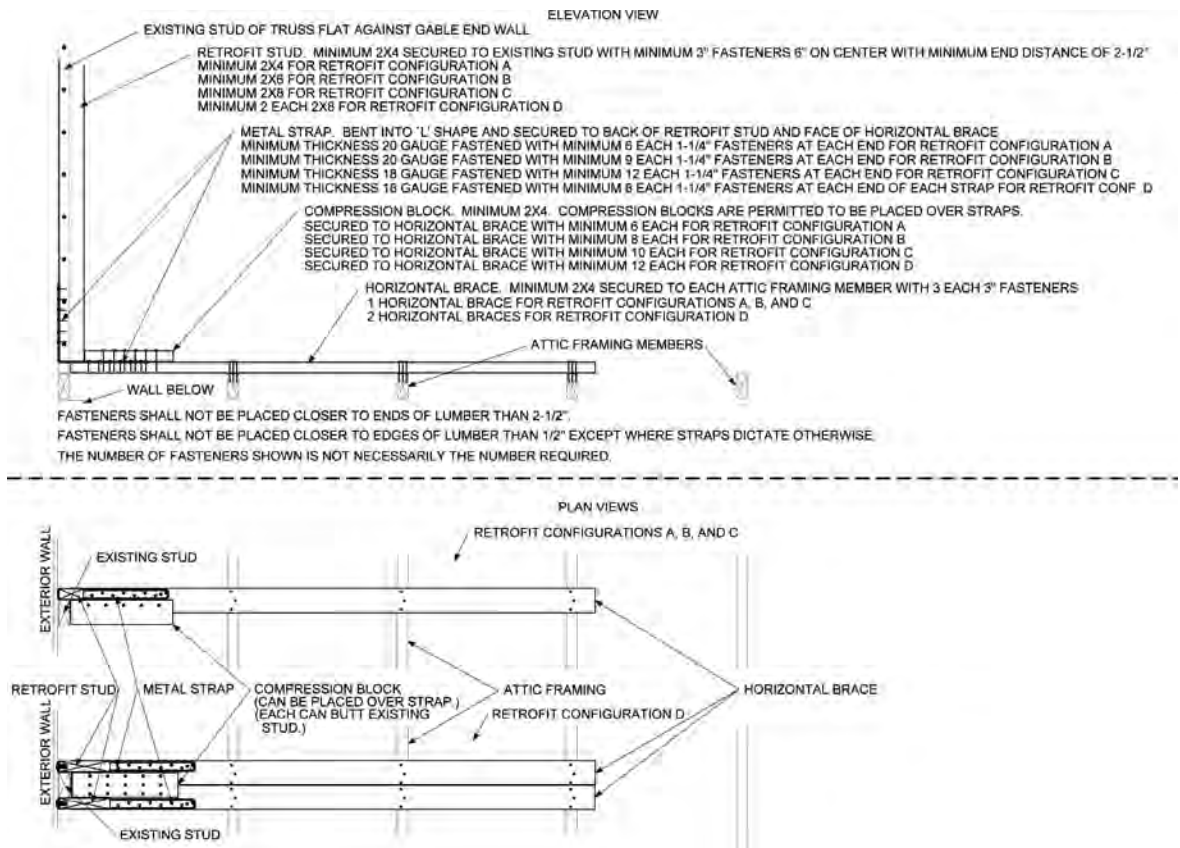 ELEVATION VIEW
EXISTING STUD OF TRUSS FLAT AGAINST GABLE END WALL
RETROFIT STUD. MINIMUM 2X4 SECURED TO EXISTING STUD WITH MINIMUM 3" FASTENERS 6" ON CENTER WITH MINIMUM END DISTANCE OF 2-1/2"
MINIMUM 2X4 FOR RETROFIT CONFIGURATION A
MINIMUM 2X6 FOR RETROFIT CONFIGURATION B
MINIMUM 2X8 FOR RETROFIT CONFIGURATION C
MINIMUM 2 EACH 2X8 FOR RETROFIT CONFIGURATION D
METAL STRAP. BENT INTO 'L' SHAPE AND SECURED TO BACK OF RETROFIT STUD AND FACE OF HORIZONTAL BRACE
MINIMUM THICKNESS 20 GAUGE FASTENED WITH MINIMUM 6 EACH 1-1/4" FASTENERS AT EACH END FOR RETROFIT CONFIGURATION A
MINIMUM THICKNESS 20 GAUGE FASTENED WITH MINIMUM 9 EACH 1-1/4" FASTENERS AT EACH END FOR RETROFIT CONFIGURATION B
MINIMUM THICKNESS 18 GAUGE FASTENED WITH MINIMUM 12 EACH 1-1/4" FASTENERS AT EACH END FOR RETROFIT CONFIGURATION C
MINIMUM THICKNESS 18 GAUGE FASTENED WITH MINIMUM 8 EACH 1-1/4" FASTENERS AT EACH END OF EACH STRAP FOR RETROFIT CONF D
COMPRESSION BLOCK. MINIMUM 2X4. COMPRESSION BLOCKS ARE PERMITTED TO BE PLACED OVER STRAPS.
SECURED TO HORIZONTAL BRACE WITH MINIMUM 6 EACH FOR RETROFIT CONFIGURATION A
SECURED TO HORIZONTAL BRACE WITH MINIMUM 8 EACH FOR RETROFIT CONFIGURATION B
SECURED TO HORIZONTAL BRACE WITH MINIMUM 10 EACH FOR RETROFIT CONFIGURATION C
SECURED TO HORIZONTAL BRACE WITH MINIMUM 12 EACH FOR RETROFIT CONFIGURATION D
HORIZONTAL BRACE. MINIMUM 2X4 SECURED TO EACH ATTIC FRAMING MEMBER WITH 3 EACH 3" FASTENERS
1 HORIZONTAL BRACE FOR RETROFIT CONFIGURATIONS A, B, AND C
2 HORIZONTAL BRACES FOR RETROFIT CONFIGURATION D
ATTIC FRAMING MEMBERS
WALL BELOW
FASTENERS SHALL NOT BE PLACED CLOSER TO ENDS OF LUMBER THAN 2-1/2".
FASTENERS SHALL NOT BE PLACED CLOSER TO EDGES OF LUMBER THAN 1/2" EXCEPT WHERE STRAPS DICTATE OTHERWISE.
THE NUMBER OF FASTENERS SHOWN IS NOT NECESSARILY THE NUMBER REQUIRED.
PLAN VIEWS
RETROFIT CONFIGURATIONS A, B, AND C
EXISTING STUD
EXTERIOR WALL
RETROFIT STUD
METAL STRAP
COMPRESSION BLOCK
(CAN BE PLACED OVER STRAP.)
(EACH CAN BUTT EXISTING
STUD.)
ATTIC FRAMING
HORIZONTAL BRACE
RETROFIT CONFIGURATION D
EXTERIOR WALL
EXISTING STUD